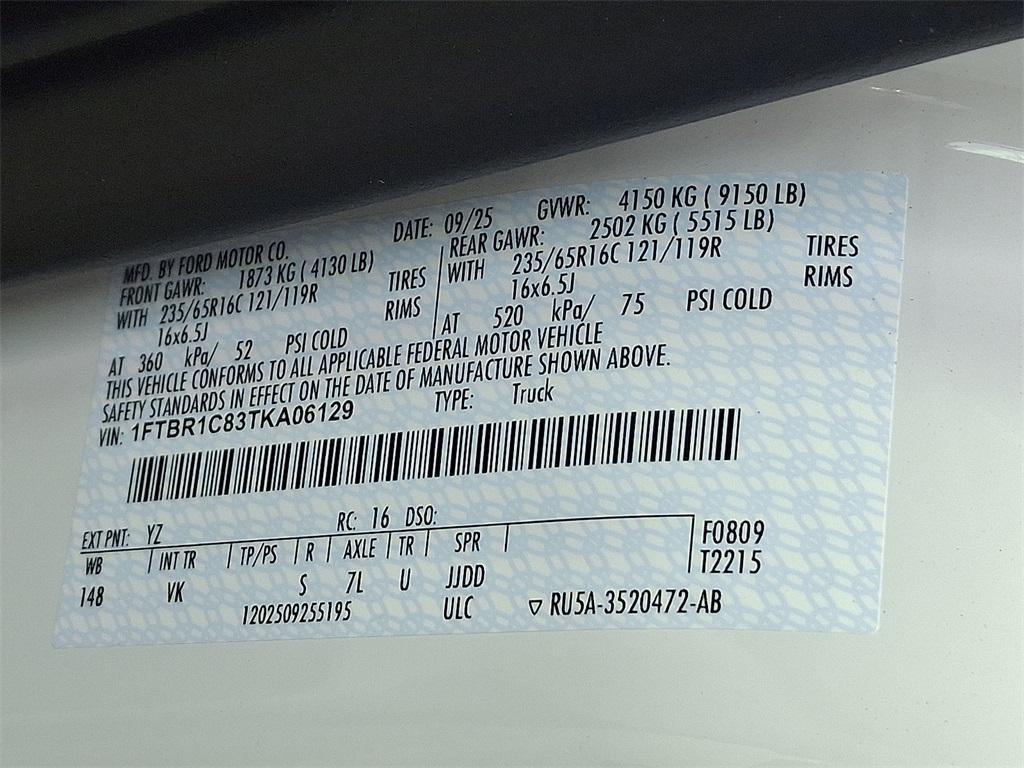 MFD. BY FORD MOTOR CO. DATE: 09/25 GVWR: 4150 KG ( 9150 LB)
FRONT GAWR: 1873 KG ( 4130 LB) REAR GAWR: 2502 KG ( 5515 LB)
WITH 235/65R16C 121/119R TIRES WITH 235/65R16C 121/119R TIRES
16x6.5J RIMS 16x6.5J RIMS
AT 360 kPa/ 52 PSI COLD AT 520 kPa/ 75 PSI COLD
THIS VEHICLE CONFORMS TO ALL APPLICABLE FEDERAL MOTOR VEHICLE
SAFETY STANDARDS IN EFFECT ON THE DATE OF MANUFACTURE SHOWN ABOVE.
VIN: 1FTBR1C83TKA06129 TYPE: Truck
EXT PNT: YZ RC: 16 DSO:
WB INT TR TP/PS R AXLE TR SPR F0809
148 VK S 7L U JJDD T2215
1202509255195 ULC ▽ RU5A-3520472-AB